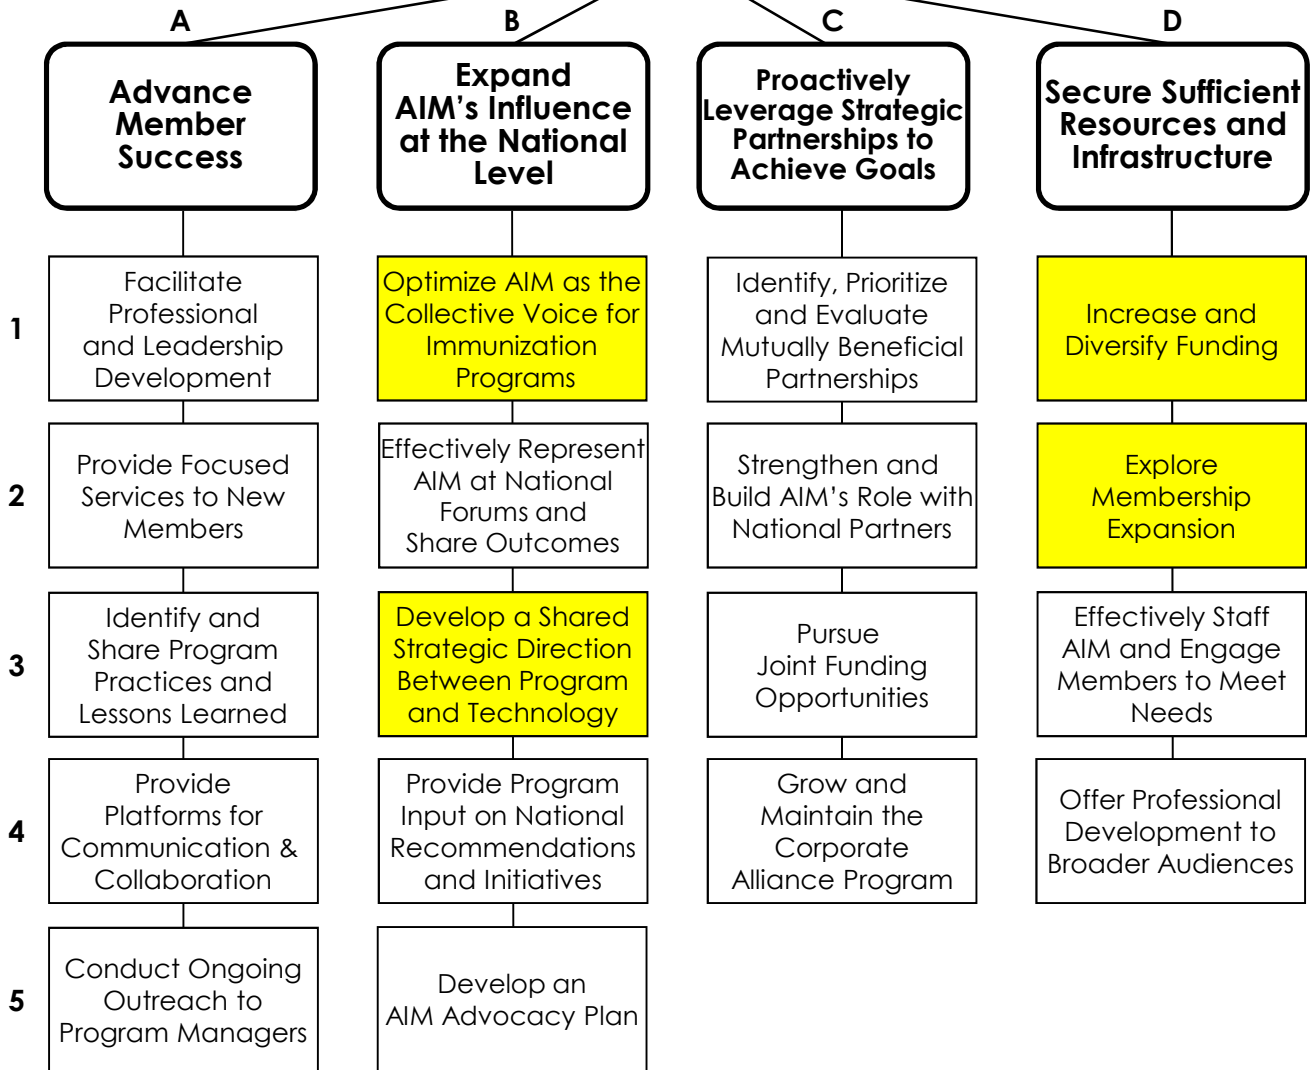 A
B
C
D
Advance
Member
Success
Expand
AIM’s Influence
at the National
Level
Proactively
Leverage Strategic
Partnerships to
Achieve Goals
Secure Sufficient
Resources and
Infrastructure
1
Facilitate
Professional
and Leadership
Development
Optimize AIM as the
Collective Voice for
Immunization
Programs
Identify, Prioritize
and Evaluate
Mutually Beneficial
Partnerships
Increase and
Diversify Funding
2
Provide Focused
Services to New
Members
Effectively Represent
AIM at National
Forums and
Share Outcomes
Strengthen and
Build AIM’s Role with
National Partners
Explore
Membership
Expansion
3
Identify and
Share Program
Practices and
Lessons Learned
Develop a Shared
Strategic Direction
Between Program
and Technology
Pursue
Joint Funding
Opportunities
Effectively Staff
AIM and Engage
Members to Meet
Needs
4
Provide
Platforms for
Communication &
Collaboration
Provide Program
Input on National
Recommendations
and Initiatives
Grow and
Maintain the
Corporate
Alliance Program
Offer Professional
Development to
Broader Audiences
5
Conduct Ongoing
Outreach to
Program Managers
Develop an
AIM Advocacy Plan